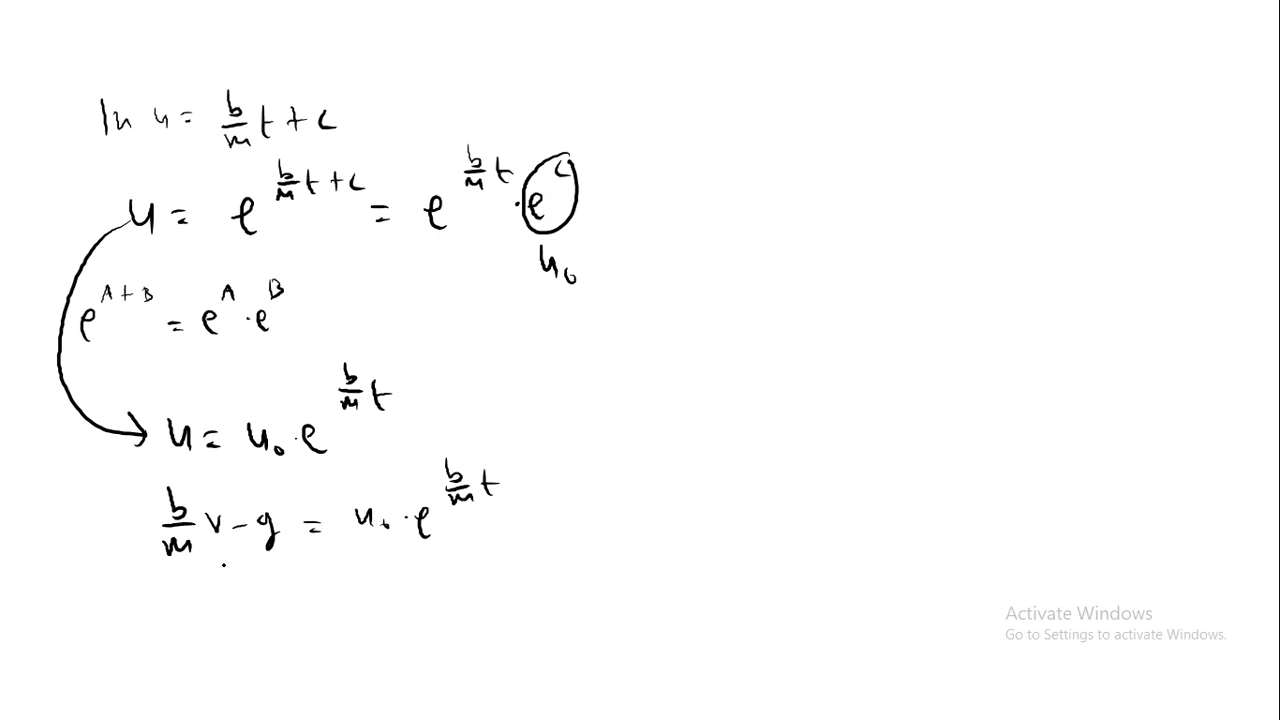 ln u = b/m t + c
u = e^(b/m t + c) = e^(b/m t) · e^c
u₀
e^(A + B) = e^A · e^B
u = u₀ · e^(b/m t)
b/m v - g = u₀ · e^(b/m t)
Activate Windows
Go to Settings to activate Windows.